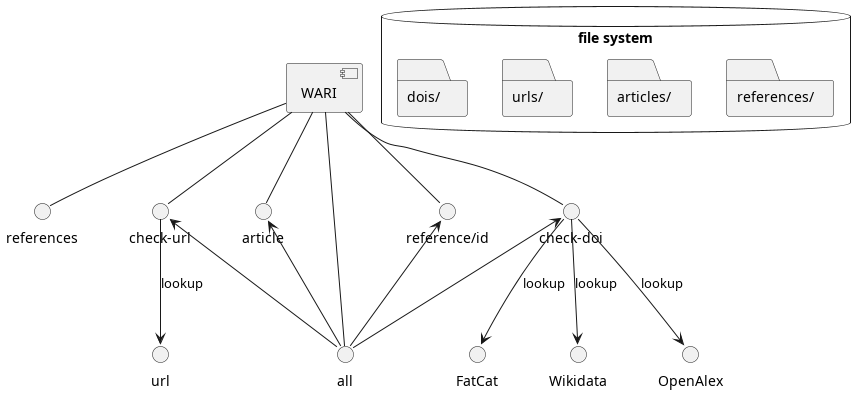 file system
dois/
urls/
articles/
references/
WARI
references
check-url
article
reference/id
check-doi
lookup
lookup
lookup
lookup
url
all
FatCat
Wikidata
OpenAlex